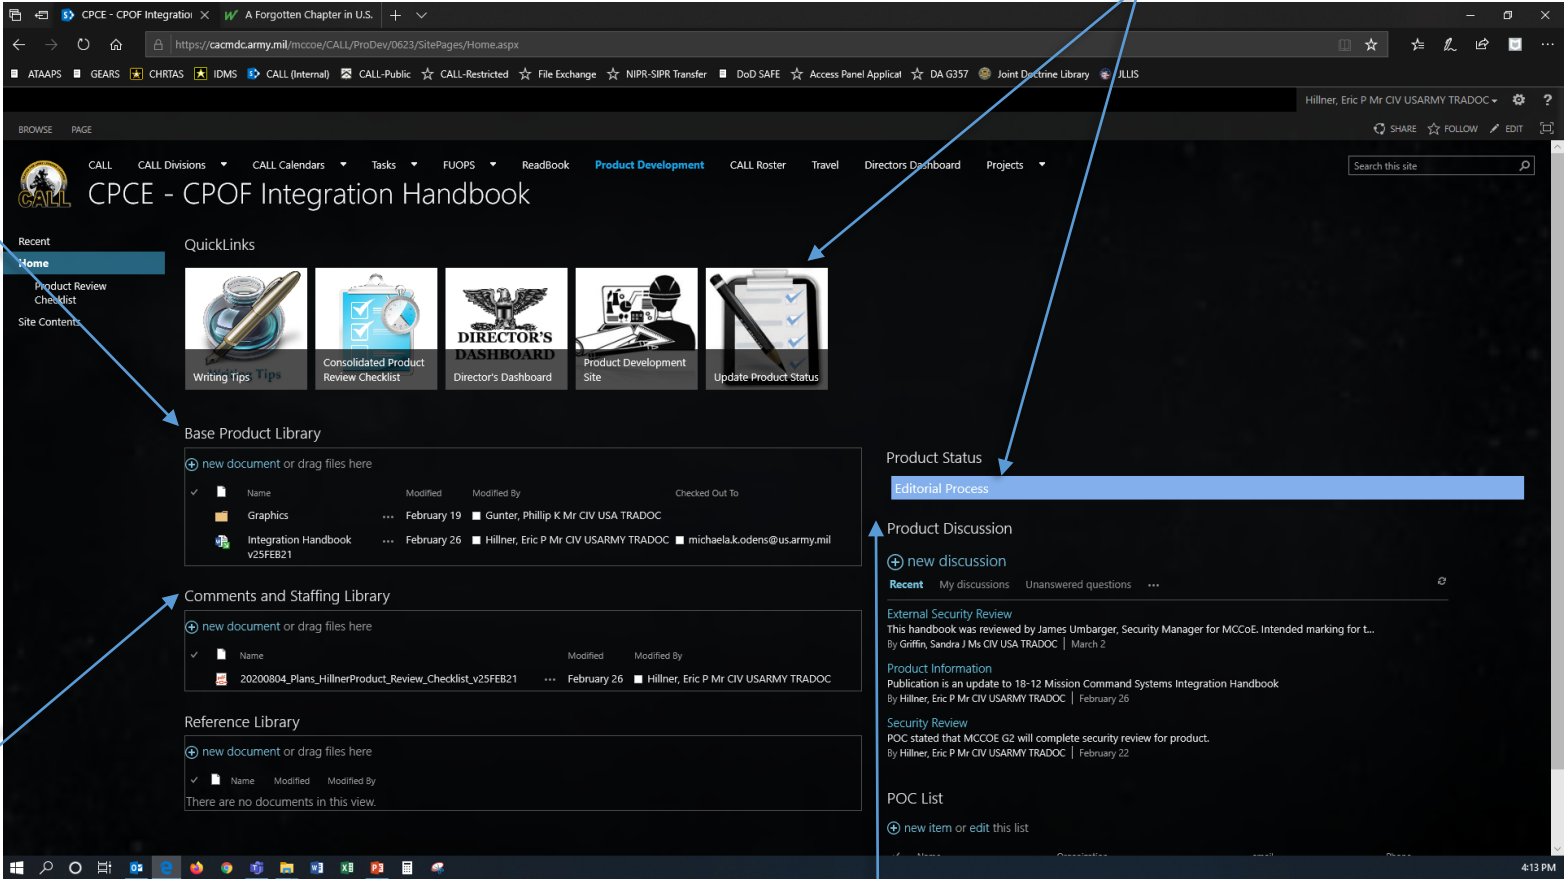 CPCE - CPOF Integration
A Forgotten Chapter in U.S.
https://cacmdc.army.mil/mccoe/CALL/ProDev/0623/SitePages/Home.aspx
ATAAPS GEARS CHRTAS IDMS CALL (Internal) CALL-Public CALL-Restricted File Exchange NIPR-SIPR Transfer DoD SAFE Access Panel Applicat DA G357 Joint Doctrine Library JLLIS
Hillner, Eric P Mr CIV USARMY TRADOC ?
BROWSE PAGE SHARE FOLLOW EDIT
CALL CALL Divisions CALL Calendars Tasks FUOPS ReadBook Product Development CALL Roster Travel Directors Dashboard Projects
Search this site
CALL
CPCE - CPOF Integration Handbook
Recent
Home
Product Review
Checklist
Site Contents
QuickLinks
Writing Tips
Consolidated Product
Review Checklist
DIRECTOR'S
DASHBOARD
Director's Dashboard
Product Development
Site
Update Product Status
Base Product Library
new document or drag files here
Name Modified Modified By Checked Out To
Graphics ... February 19 Gunter, Phillip K Mr CIV USA TRADOC
Integration Handbook ... February 26 Hillner, Eric P Mr CIV USARMY TRADOC michaela.k.odens@us.army.mil
v25FEB21
Comments and Staffing Library
new document or drag files here
Name Modified Modified By
20200804_Plans_HillnerProduct_Review_Checklist_v25FEB21 ... February 26 Hillner, Eric P Mr CIV USARMY TRADOC
Reference Library
new document or drag files here
Name Modified Modified By
There are no documents in this view.
Product Status
Editorial Process
Product Discussion
new discussion
Recent My discussions Unanswered questions ...
External Security Review
This handbook was reviewed by James Umbarger, Security Manager for MCCoE. Intended marking for t...
By Griffin, Sandra J Ms CIV USA TRADOC | March 2
Product Information
Publication is an update to 18-12 Mission Command Systems Integration Handbook
By Hillner, Eric P Mr CIV USARMY TRADOC | February 26
Security Review
POC stated that MCCOE G2 will complete security review for product.
By Hillner, Eric P Mr CIV USARMY TRADOC | February 22
POC List
new item or edit this list
4:13 PM